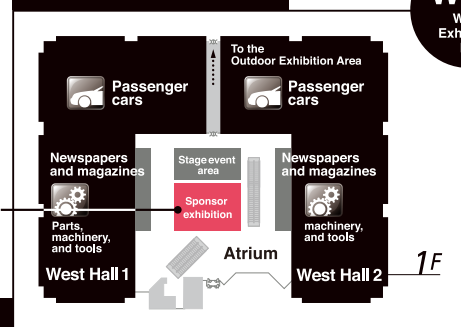 To the
Outdoor Exhibition Area
Passenger
cars
Passenger
cars
Newspapers
and magazines
Stage event
area
Newspapers
and magazines
Sponsor
exhibition
Parts,
machinery,
and tools
machinery,
and tools
Atrium
West Hall 1
West Hall 2
1F